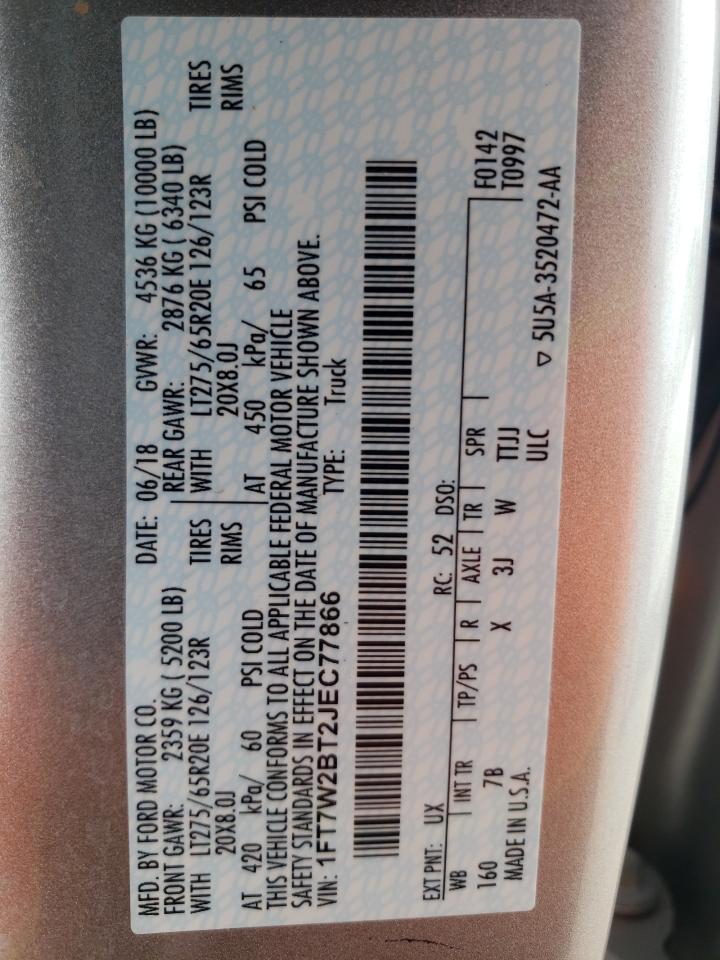 MFD. BY FORD MOTOR CO.
DATE: 06/18 GVWR: 4536 KG (10000 LB)
FRONT GAWR: 2359 KG ( 5200 LB) REAR GAWR: 2876 KG ( 6340 LB)
WITH LT275/65R20E 126/123R TIRES WITH LT275/65R20E 126/123R TIRES
20X8.0J RIMS 20X8.0J RIMS
AT 420 kPa/ 60 PSI COLD AT 450 kPa/ 65 PSI COLD
THIS VEHICLE CONFORMS TO ALL APPLICABLE FEDERAL MOTOR VEHICLE
SAFETY STANDARDS IN EFFECT ON THE DATE OF MANUFACTURE SHOWN ABOVE.
VIN: 1FT7W2BT2JEC77866 TYPE: Truck
EXT PNT: UX RC: 52 DSO:
WB INT TR TP/PS R AXLE TR SPR F0142
160 7B X 3J W TTJJ T0997
MADE IN U.S.A. ULC
▽ 5U5A-3520472-AA